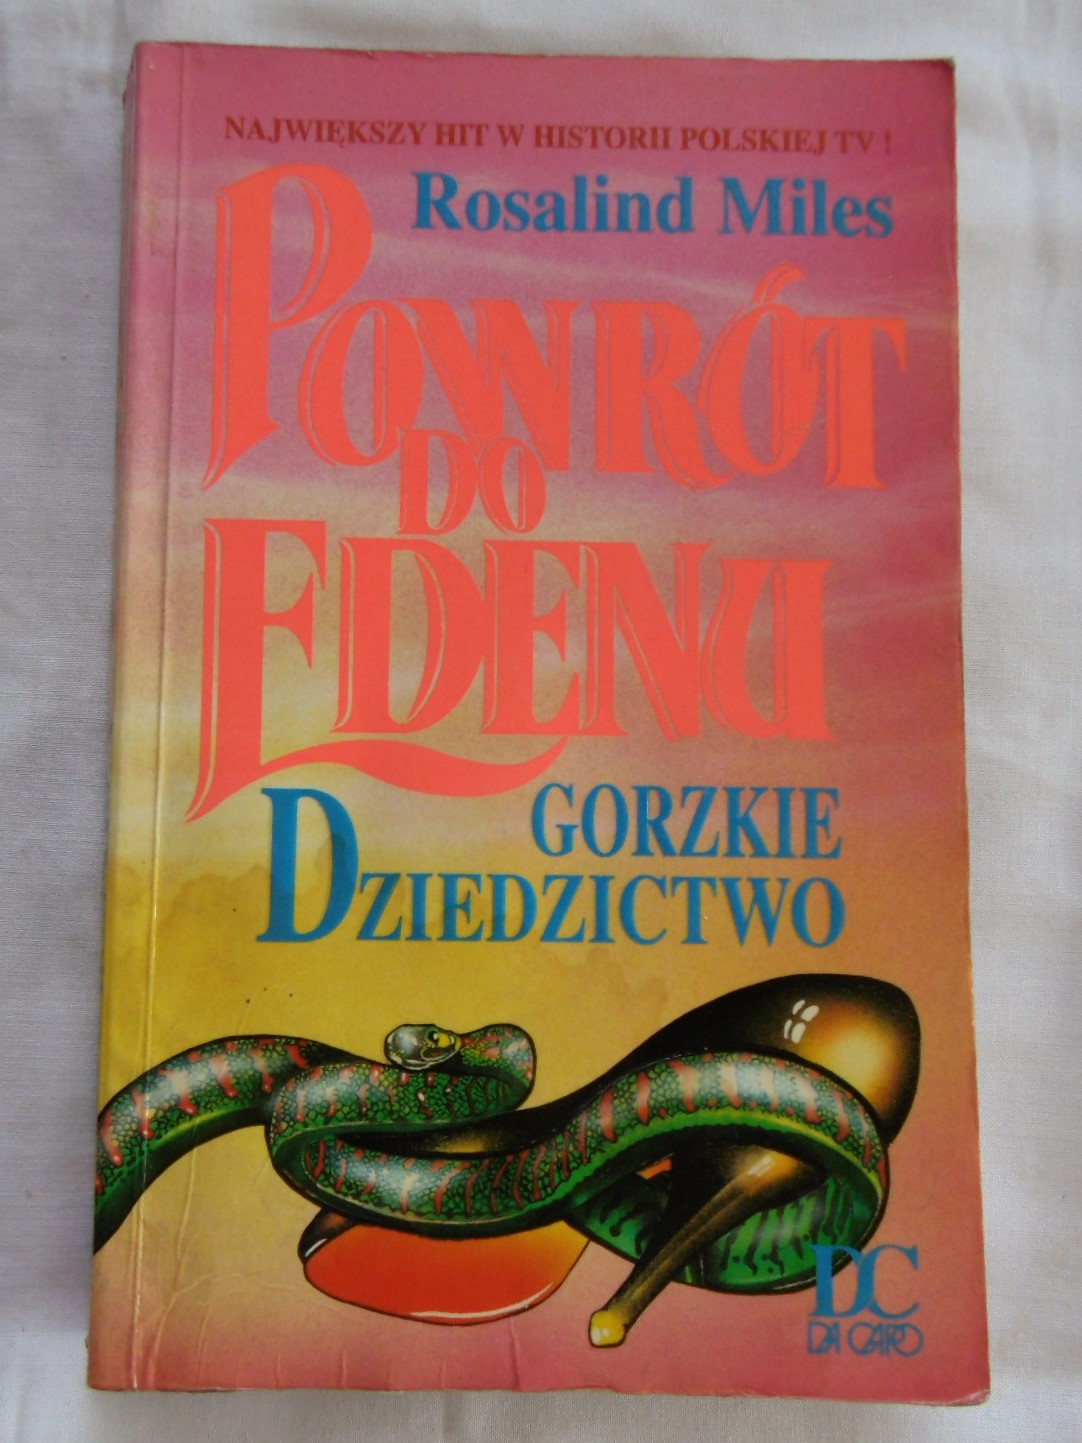 NAJWIĘKSZY HIT W HISTORII POLSKIEJ TV !
Rosalind Miles
POWRÓT
DO
EDENU
GORZKIE
DZIEDZICTWO
DC
DA CAPO